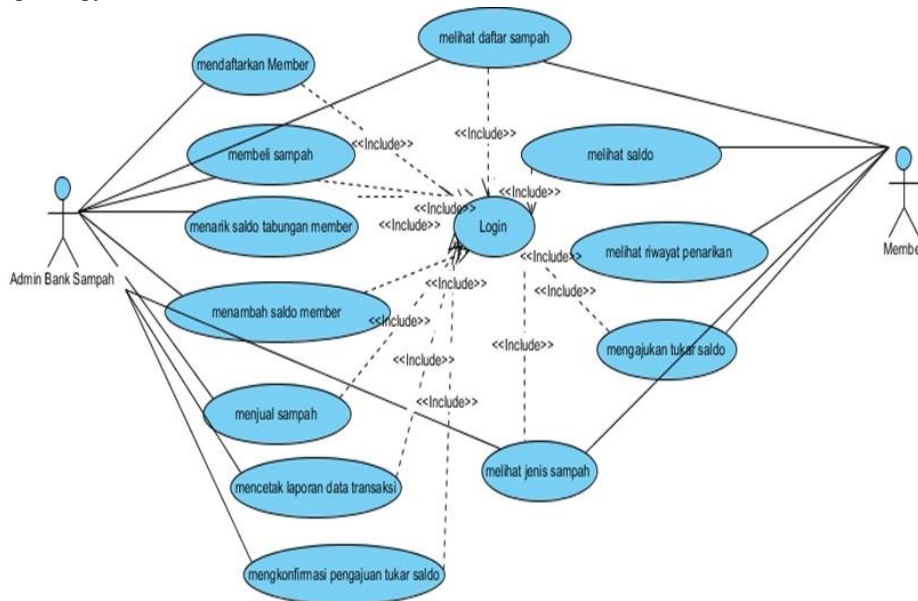 melihat daftar sampah
mendaftarkan Member
<<Include>>
<<Include>>
membeli sampah
melihat saldo
<<Include>>
<<Include>>
menarik saldo tabungan member
<<Include>>
Login
Admin Bank Sampah
melihat riwayat penarikan
Membe
<<Include>>
<<Include>>
<<Include>>
menambah saldo member
<<Include>>
<<Include>>
mengajukan tukar saldo
<<Include>>
<<Include>>
menjual sampah
melihat jenis sampah
mencetak laporan data transaksi
mengkonfirmasi pengajuan tukar saldo